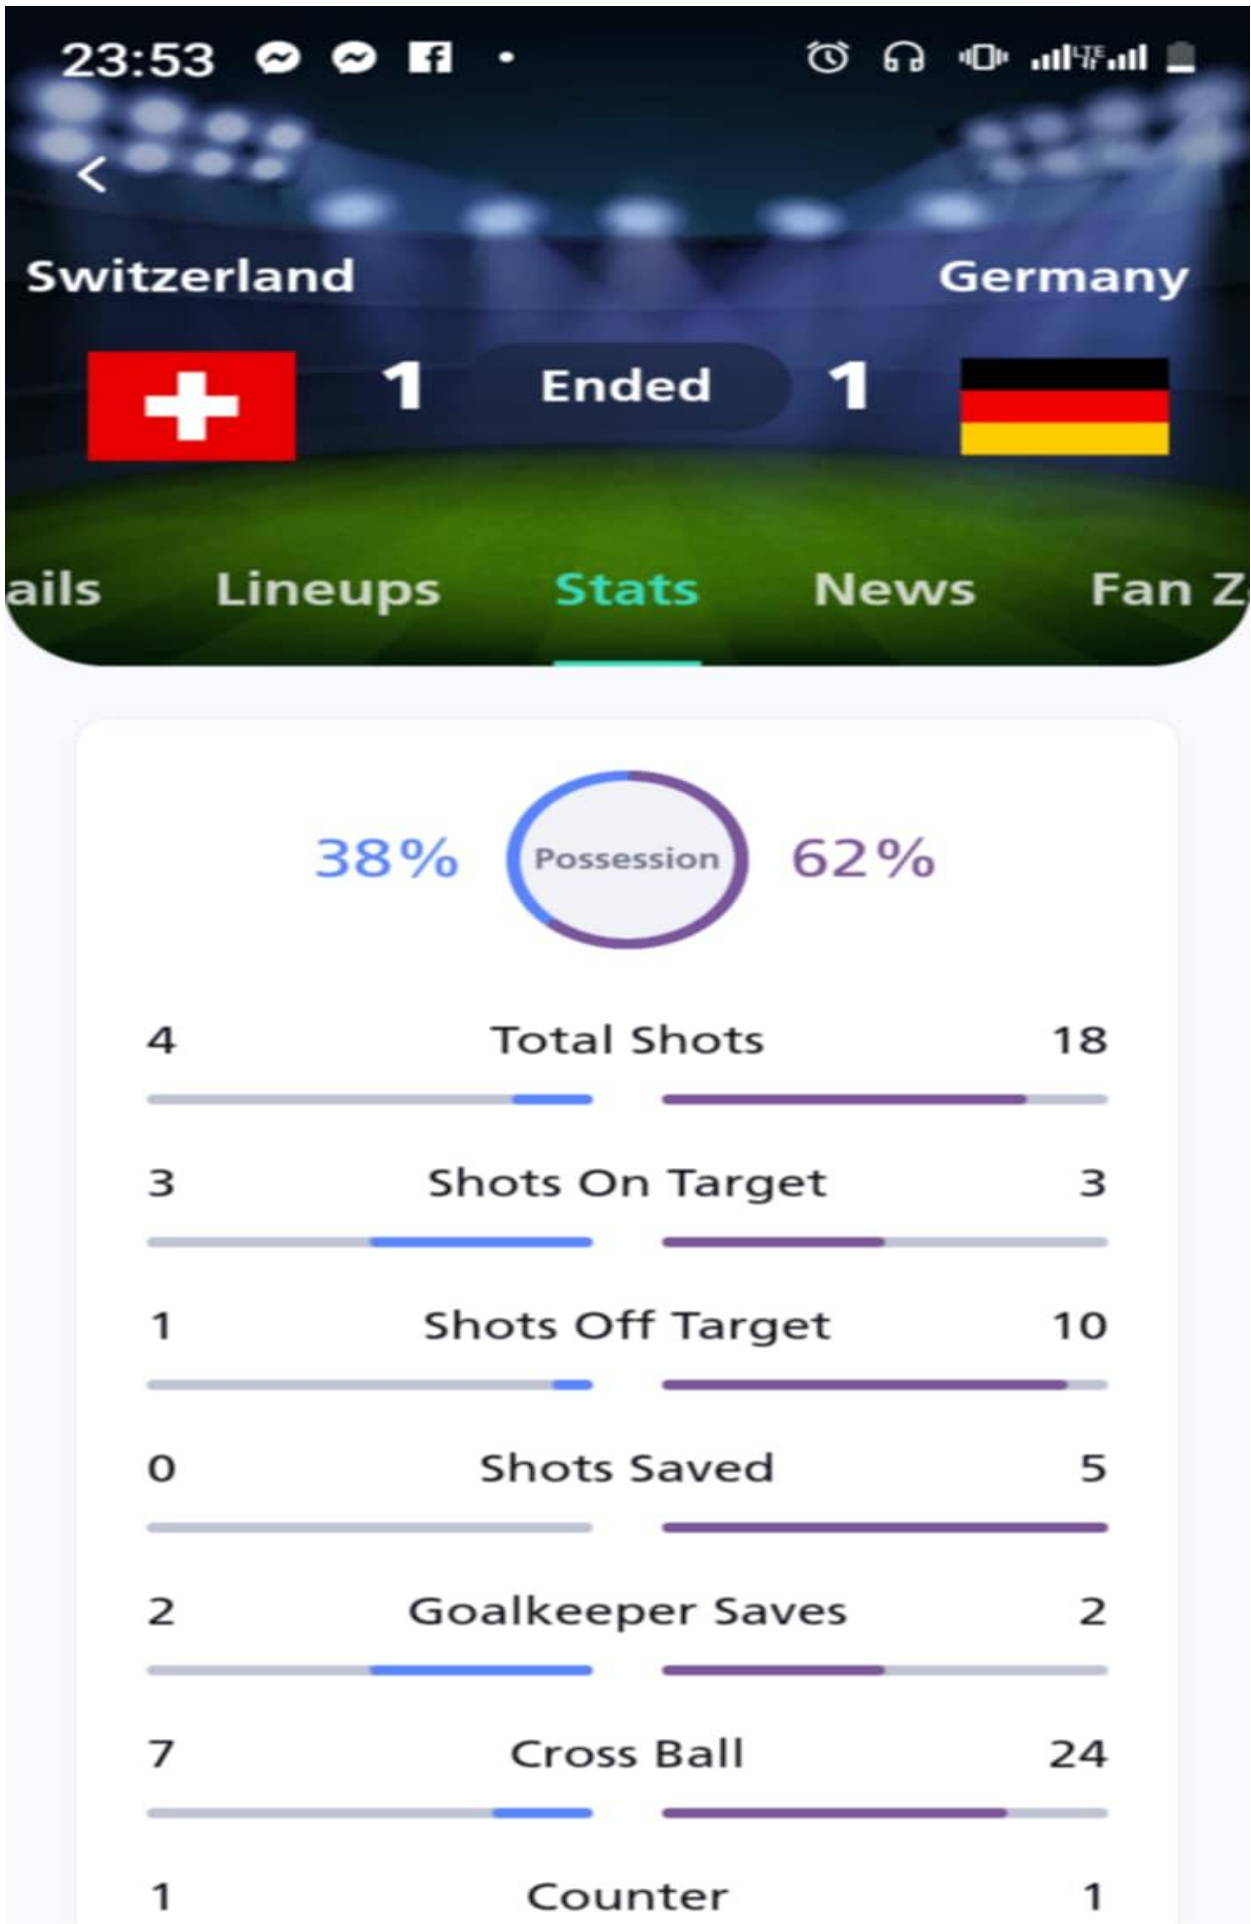 23:53
LTE
Switzerland Germany
1 Ended 1
ails Lineups Stats News Fan Z
38% Possession 62%
4 Total Shots 18
3 Shots On Target 3
1 Shots Off Target 10
0 Shots Saved 5
2 Goalkeeper Saves 2
7 Cross Ball 24
1 Counter 1